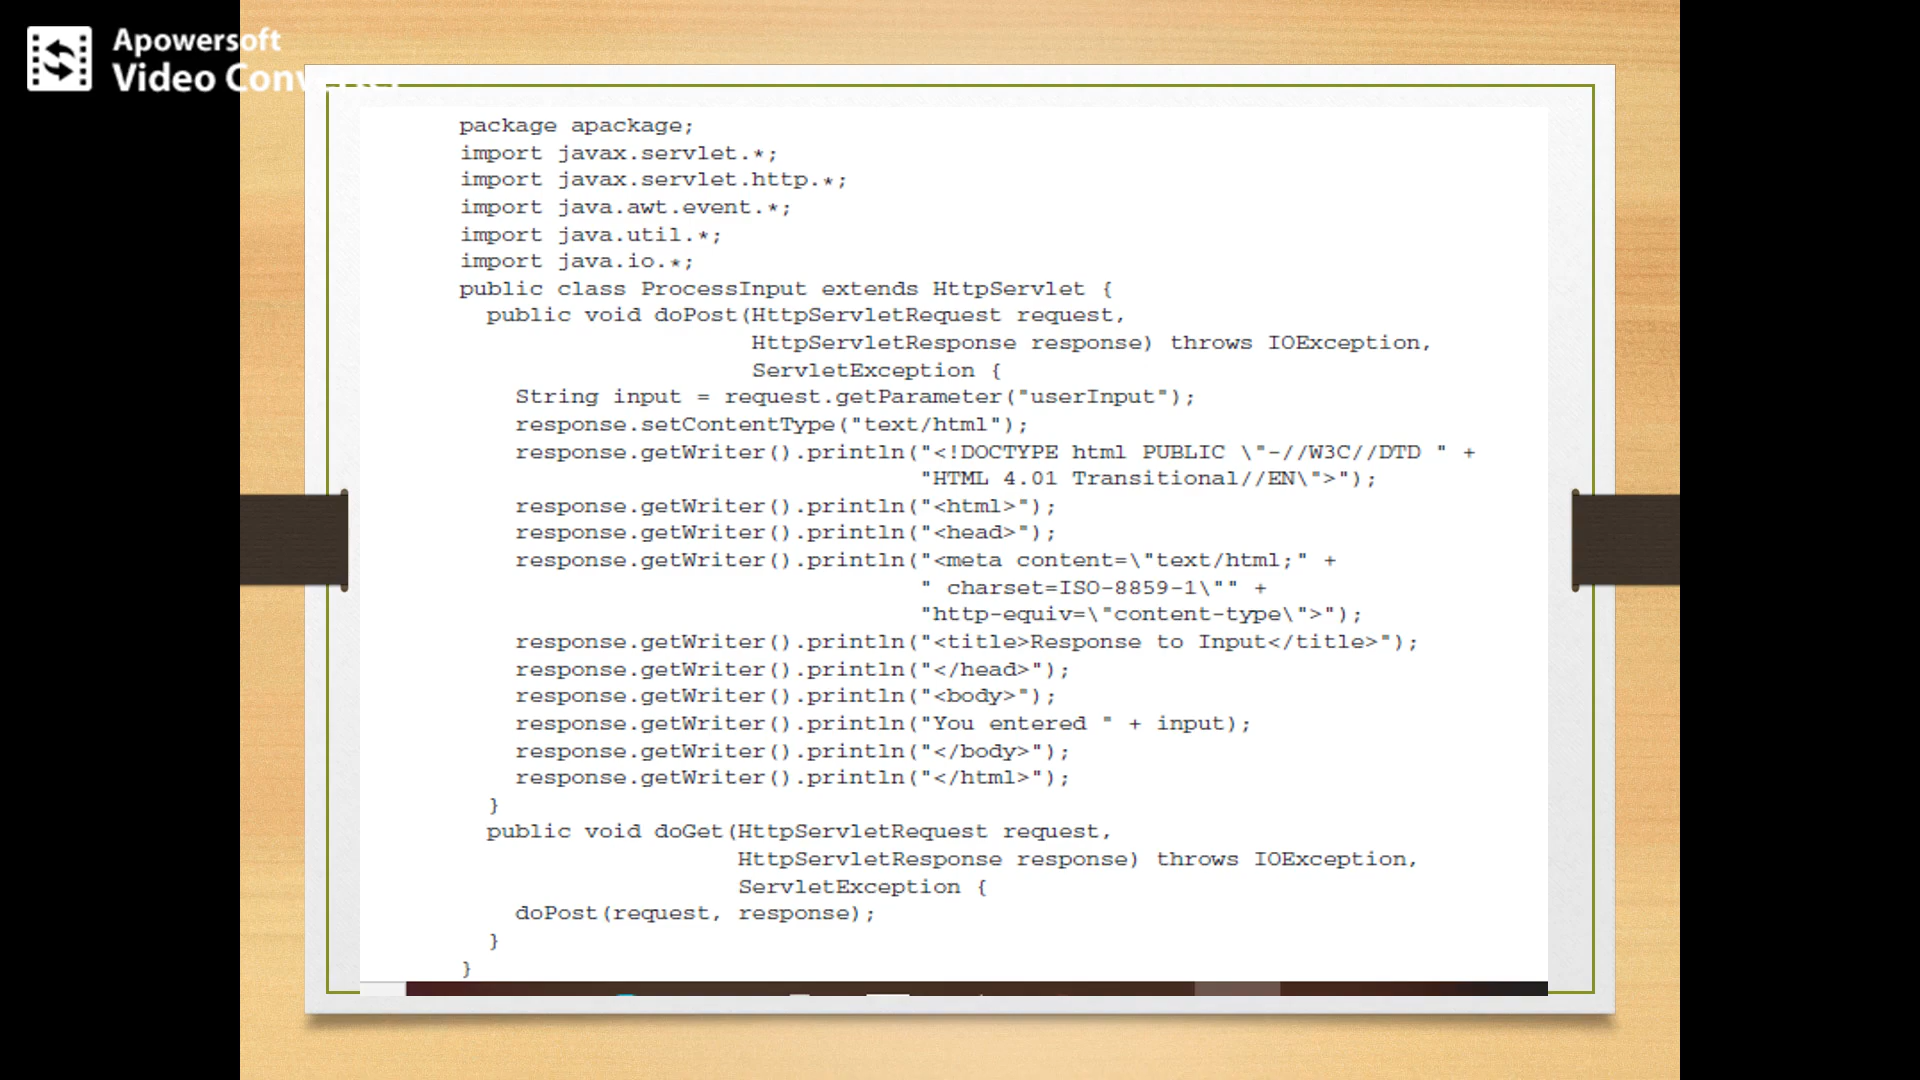 Apowersoft
Video Converter
package apackage;
import javax.servlet.*;
import javax.servlet.http.*;
import java.awt.event.*;
import java.util.*;
import java.io.*;
public class ProcessInput extends HttpServlet {
  public void doPost(HttpServletRequest request,
                     HttpServletResponse response) throws IOException,
                     ServletException {
    String input = request.getParameter("userInput");
    response.setContentType("text/html");
    response.getWriter().println("<!DOCTYPE html PUBLIC \"-//W3C//DTD " +
                                 "HTML 4.01 Transitional//EN\">");
    response.getWriter().println("<html>");
    response.getWriter().println("<head>");
    response.getWriter().println("<meta content=\"text/html;" +
                                 " charset=ISO-8859-1\"" +
                                 "http-equiv=\"content-type\">");
    response.getWriter().println("<title>Response to Input</title>");
    response.getWriter().println("</head>");
    response.getWriter().println("<body>");
    response.getWriter().println("You entered " + input);
    response.getWriter().println("</body>");
    response.getWriter().println("</html>");
  }
  public void doGet(HttpServletRequest request,
                    HttpServletResponse response) throws IOException,
                    ServletException {
    doPost(request, response);
  }
}